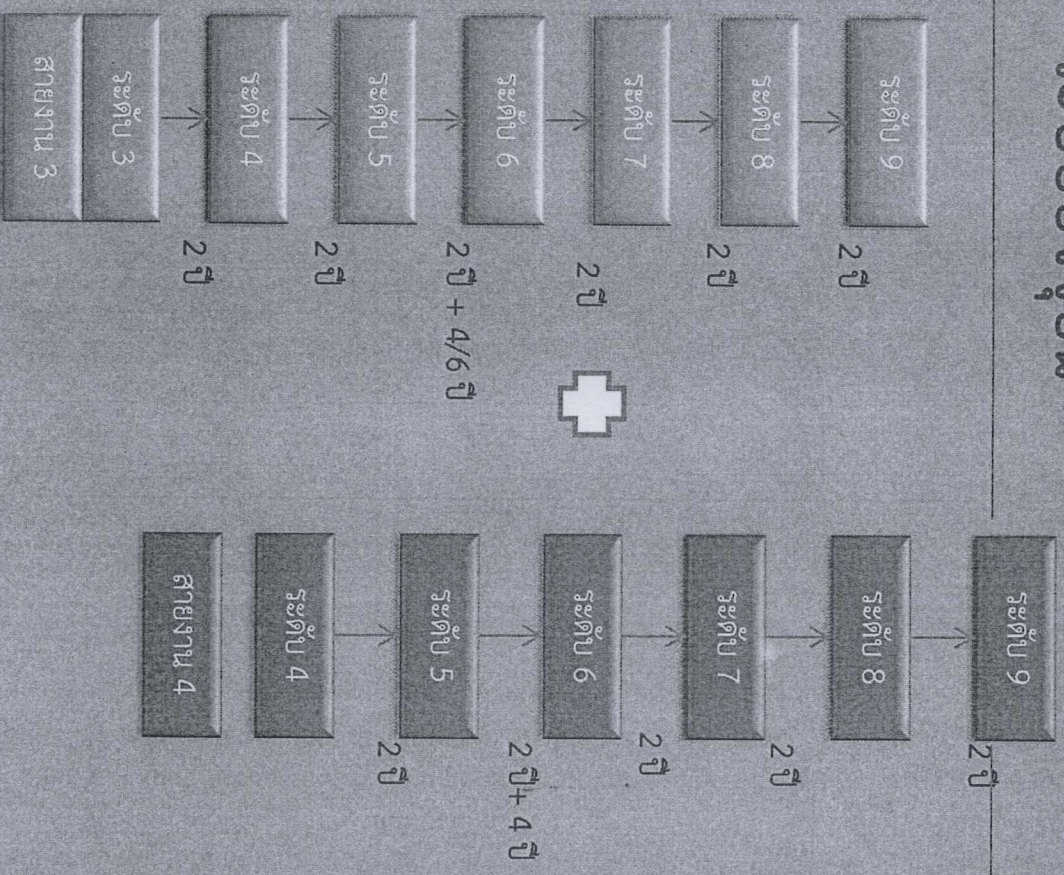 ระดับ 9
2 ปี
ระดับ 8
2 ปี
ระดับ 7
2 ปี
ระดับ 6
2 ปี + 4/6 ปี
ระดับ 5
2 ปี
ระดับ 4
2 ปี
ระดับ 3
สายงาน 3
ระดับ 9
2 ปี
ระดับ 8
2 ปี
ระดับ 7
2 ปี
ระดับ 6
2 ปี+ 4 ปี
ระดับ 5
2 ปี
ระดับ 4
สายงาน 4